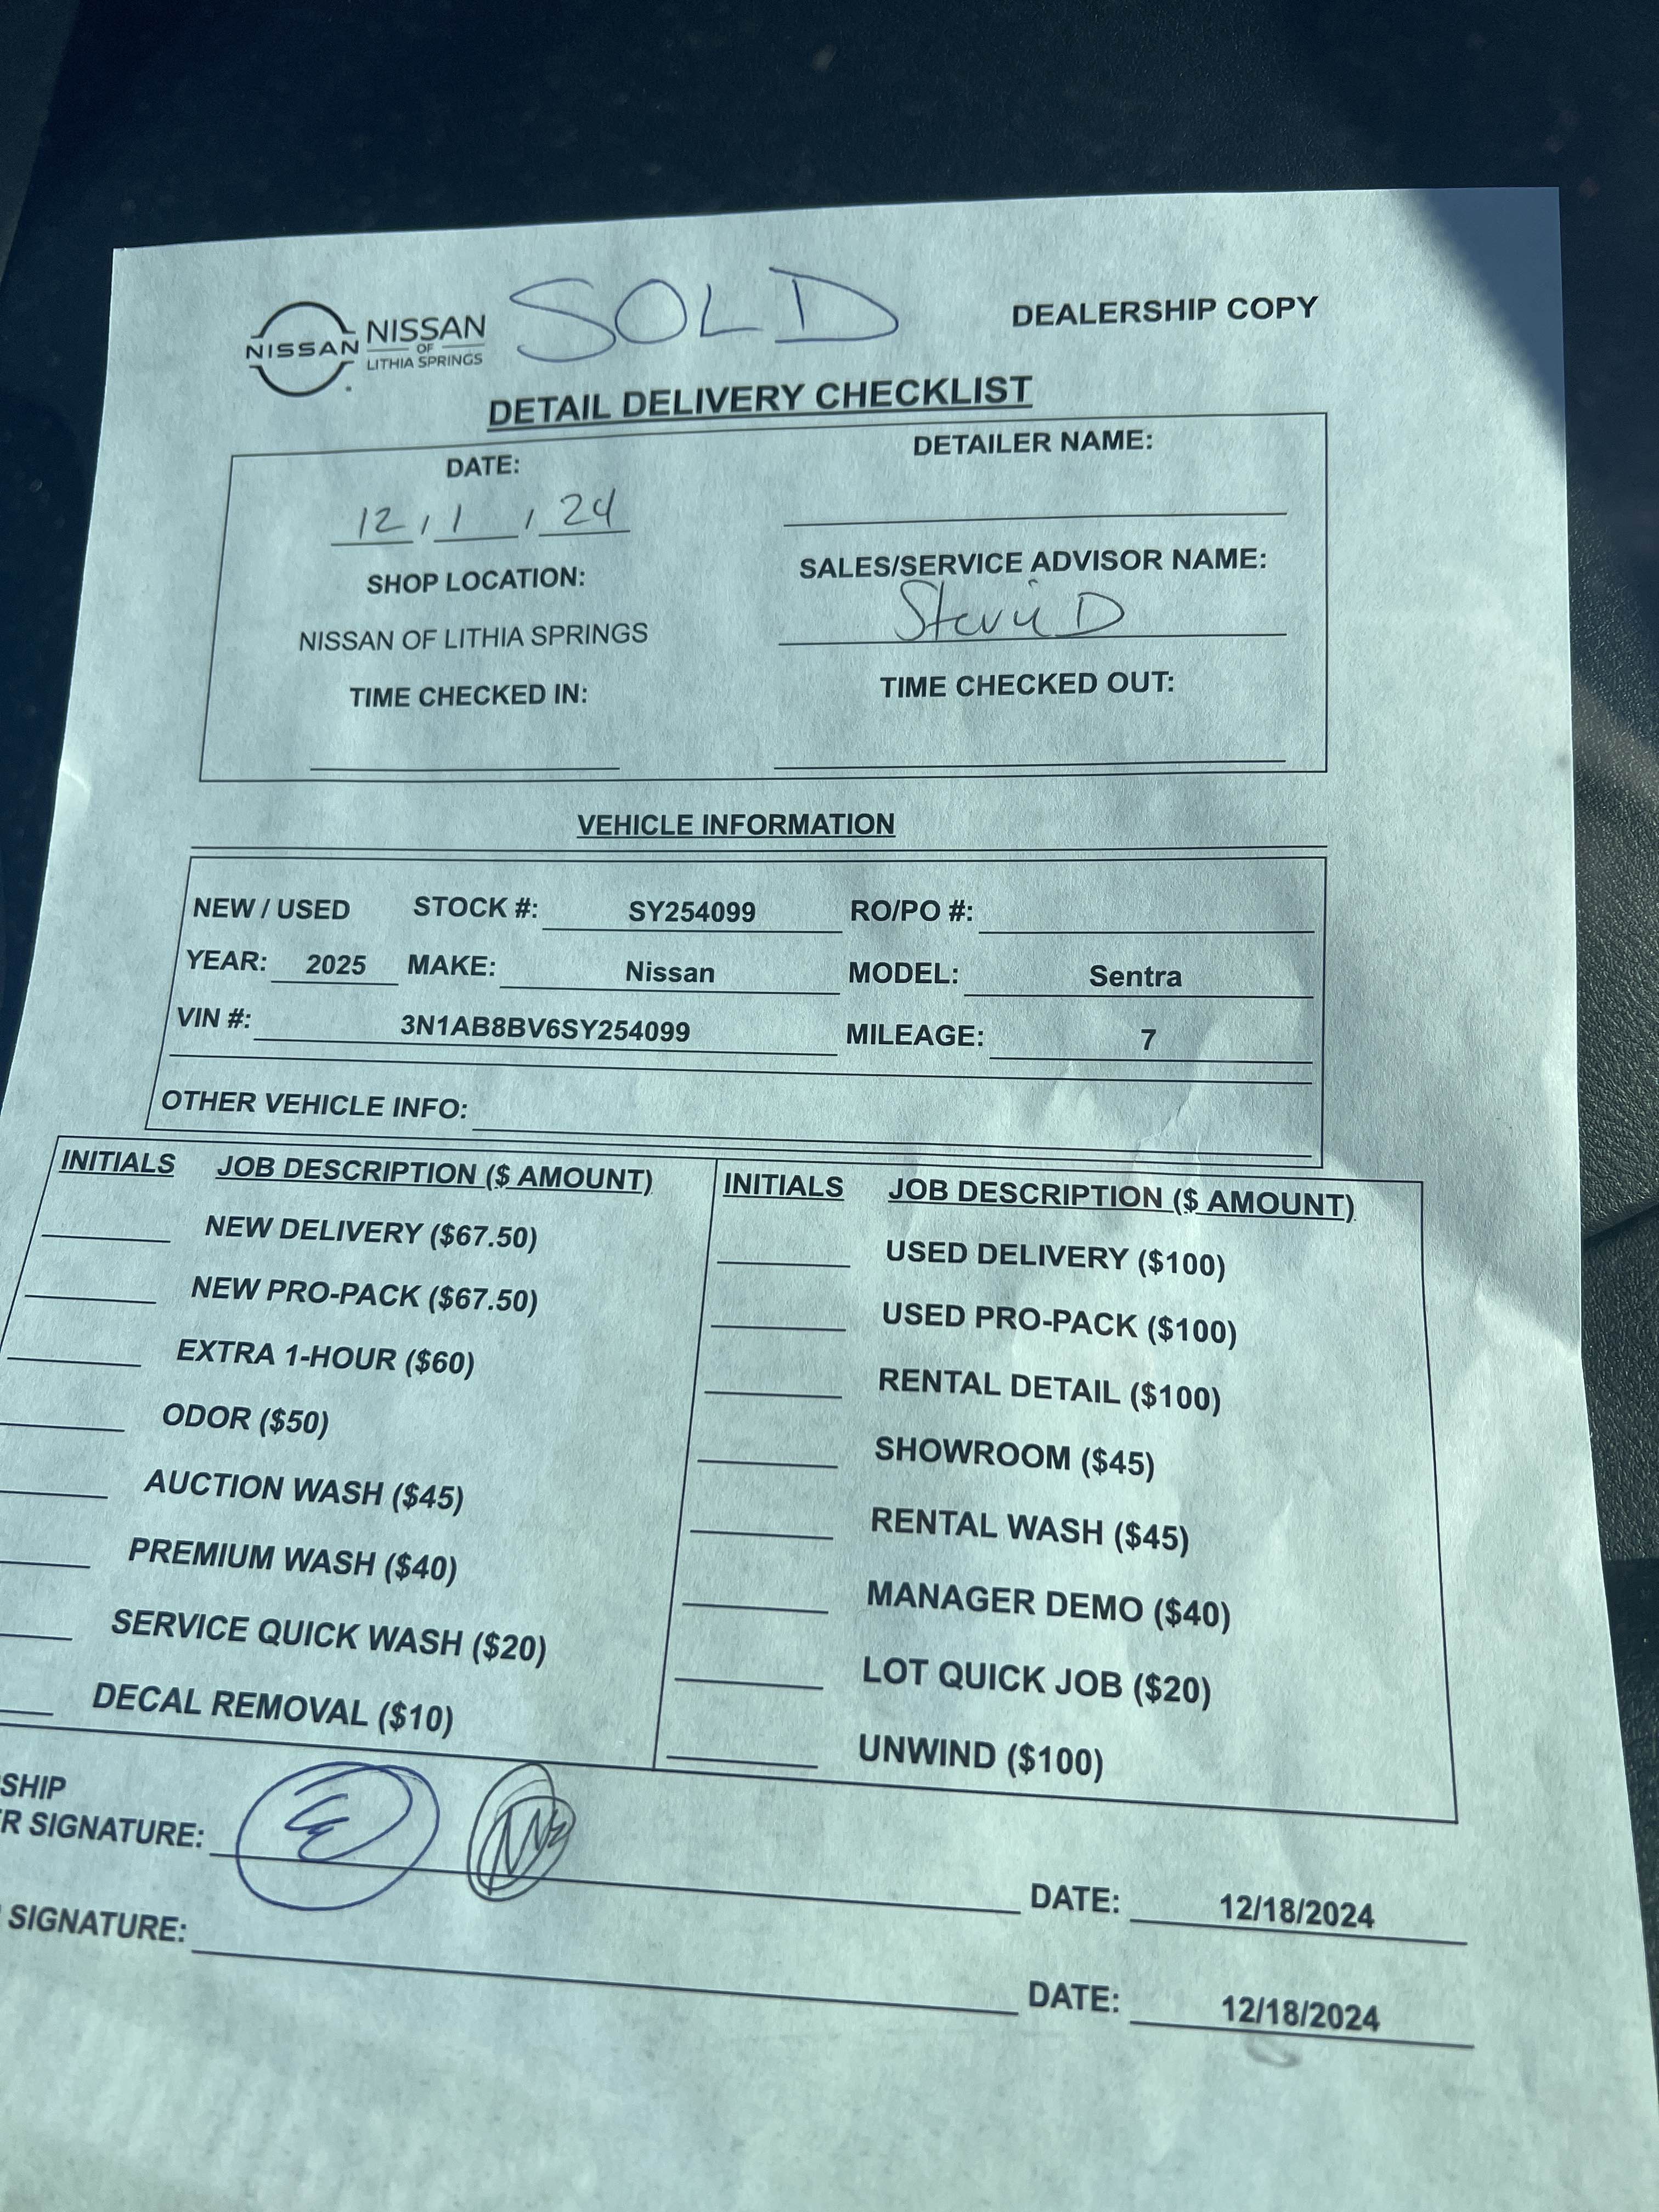 SOLD
NISSAN
NISSAN
OF
LITHIA SPRINGS
DEALERSHIP COPY
DETAIL DELIVERY CHECKLIST
DATE:
12, 1, 24
DETAILER NAME:
SHOP LOCATION:
NISSAN OF LITHIA SPRINGS
SALES/SERVICE ADVISOR NAME:
Stevie D
TIME CHECKED IN:
TIME CHECKED OUT:
VEHICLE INFORMATION
NEW / USED STOCK #: SY254099 RO/PO #:
YEAR: 2025 MAKE: Nissan MODEL: Sentra
VIN #: 3N1AB8BV6SY254099 MILEAGE: 7
OTHER VEHICLE INFO:
INITIALS JOB DESCRIPTION ($ AMOUNT)
NEW DELIVERY ($67.50)
NEW PRO-PACK ($67.50)
EXTRA 1-HOUR ($60)
ODOR ($50)
AUCTION WASH ($45)
PREMIUM WASH ($40)
SERVICE QUICK WASH ($20)
DECAL REMOVAL ($10)
INITIALS JOB DESCRIPTION ($ AMOUNT)
USED DELIVERY ($100)
USED PRO-PACK ($100)
RENTAL DETAIL ($100)
SHOWROOM ($45)
RENTAL WASH ($45)
MANAGER DEMO ($40)
LOT QUICK JOB ($20)
UNWIND ($100)
SHIP
R SIGNATURE: DATE: 12/18/2024
SIGNATURE: DATE: 12/18/2024